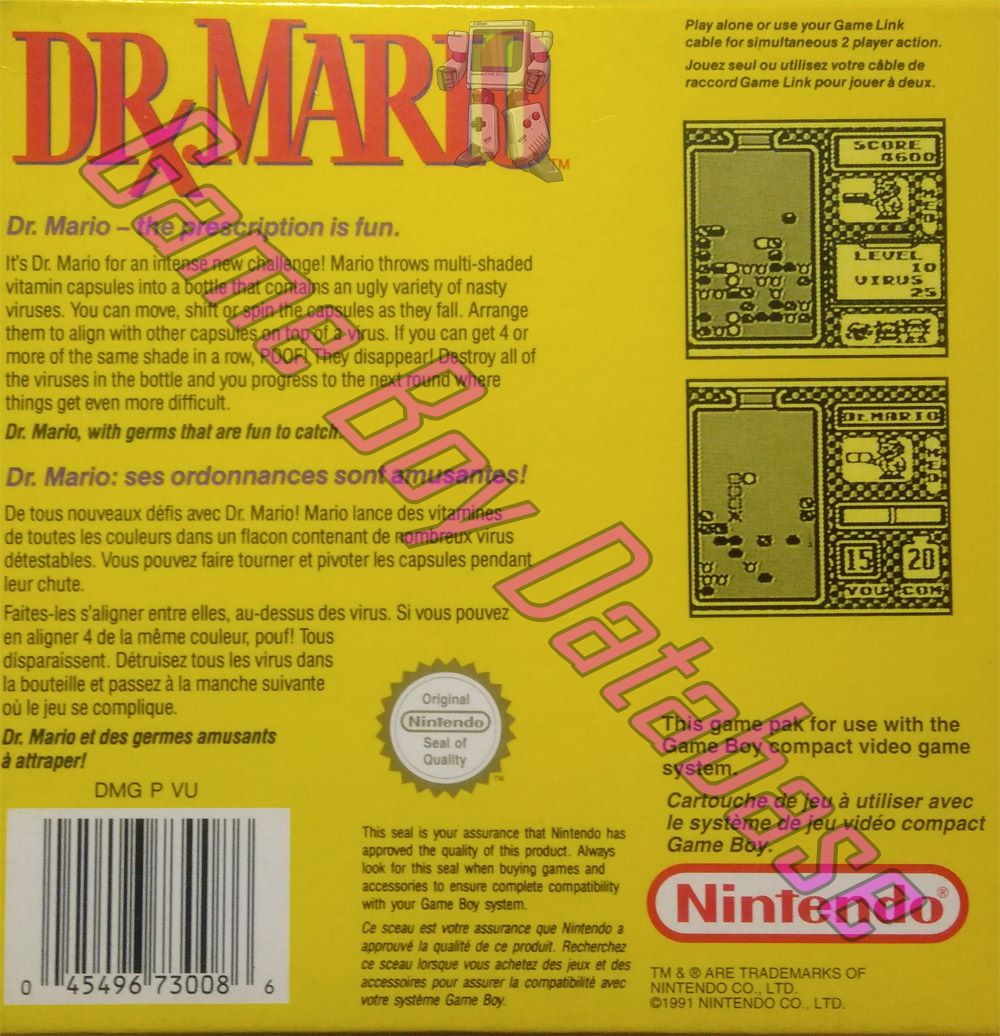 DR. MARIO ™
Play alone or use your Game Link
cable for simultaneous 2 player action.
Jouez seul ou utilisez votre câble de
raccord Game Link pour jouer à deux.
SCORE
4600
LEVEL
10
VIRUS
25
Dr. MARIO
15 20
YOU COM
Dr. Mario – the prescription is fun.
It's Dr. Mario for an intense new challenge! Mario throws multi-shaded
vitamin capsules into a bottle that contains an ugly variety of nasty
viruses. You can move, shift or spin the capsules as they fall. Arrange
them to align with other capsules on top of a virus. If you can get 4 or
more of the same shade in a row, POOF! They disappear! Destroy all of
the viruses in the bottle and you progress to the next round where
things get even more difficult.
Dr. Mario, with germs that are fun to catch.
Dr. Mario: ses ordonnances sont amusantes!
De tous nouveaux défis avec Dr. Mario! Mario lance des vitamines
de toutes les couleurs dans un flacon contenant de nombreux virus
détestables. Vous pouvez faire tourner et pivoter les capsules pendant
leur chute.
Faites-les s'aligner entre elles, au-dessus des virus. Si vous pouvez
en aligner 4 de la même couleur, pouf! Tous
disparaissent. Détruisez tous les virus dans
la bouteille et passez à la manche suivante
où le jeu se complique.
Dr. Mario et des germes amusants
à attraper!
DMG P VU
0 45496 73008 6
Original
Nintendo
Seal of
Quality
™
This seal is your assurance that Nintendo has
approved the quality of this product. Always
look for this seal when buying games and
accessories to ensure complete compatibility
with your Game Boy system.
Ce sceau est votre assurance que Nintendo a
approuvé la qualité de ce produit. Recherchez
ce sceau lorsque vous achetez des jeux et des
accessoires pour assurer la compatibilité avec
votre système Game Boy.
This game pak for use with the
Game Boy compact video game
system.
Cartouche de jeu à utiliser avec
le système de jeu vidéo compact
Game Boy.
Nintendo®
TM & ® ARE TRADEMARKS OF
NINTENDO CO., LTD.
©1991 NINTENDO CO., LTD.
Game Boy Database